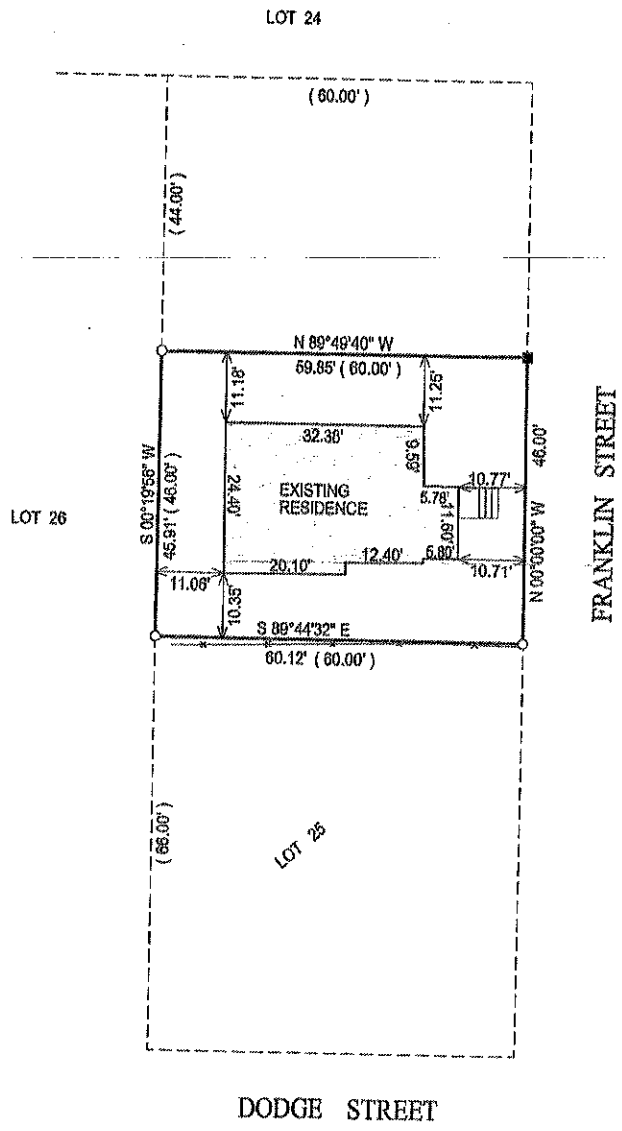 LOT 24
( 60.00' )
( 44.00' )
N 89°49'40" W
59.85' ( 60.00' )
11.18'
11.25'
32.36'
9.59'
46.00'
FRANKLIN STREET
S 00°19'56" W
45.91' ( 46.00' )
24.40'
EXISTING
RESIDENCE
10.77'
5.78'
11.60'
N 00°00'00" W
LOT 26
12.40'
5.80'
20.10'
10.71'
11.06'
10.35'
S 89°44'32" E
60.12' ( 60.00' )
( 66.00' )
LOT 25
DODGE STREET